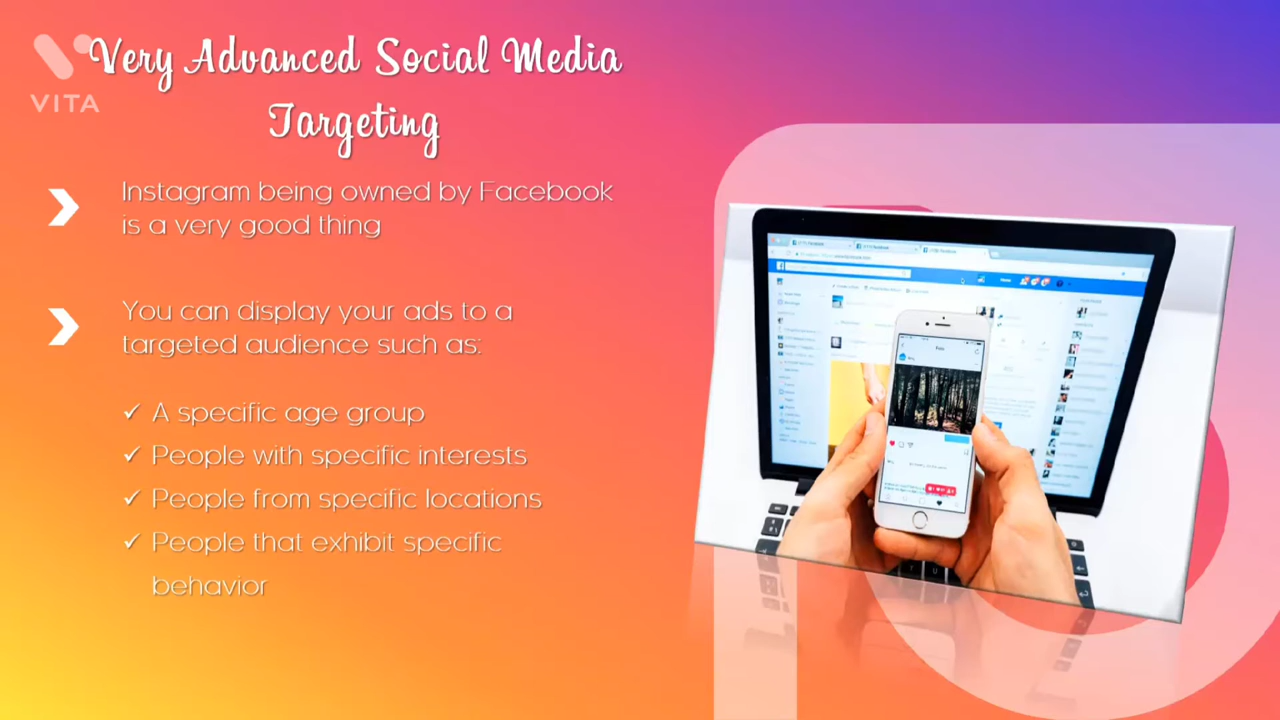 Very Advanced Social Media
Targeting
VITA
Instagram being owned by Facebook
is a very good thing
You can display your ads to a
targeted audience such as:
✓ A specific age group
✓ People with specific interests
✓ People from specific locations
✓ People that exhibit specific
behavior